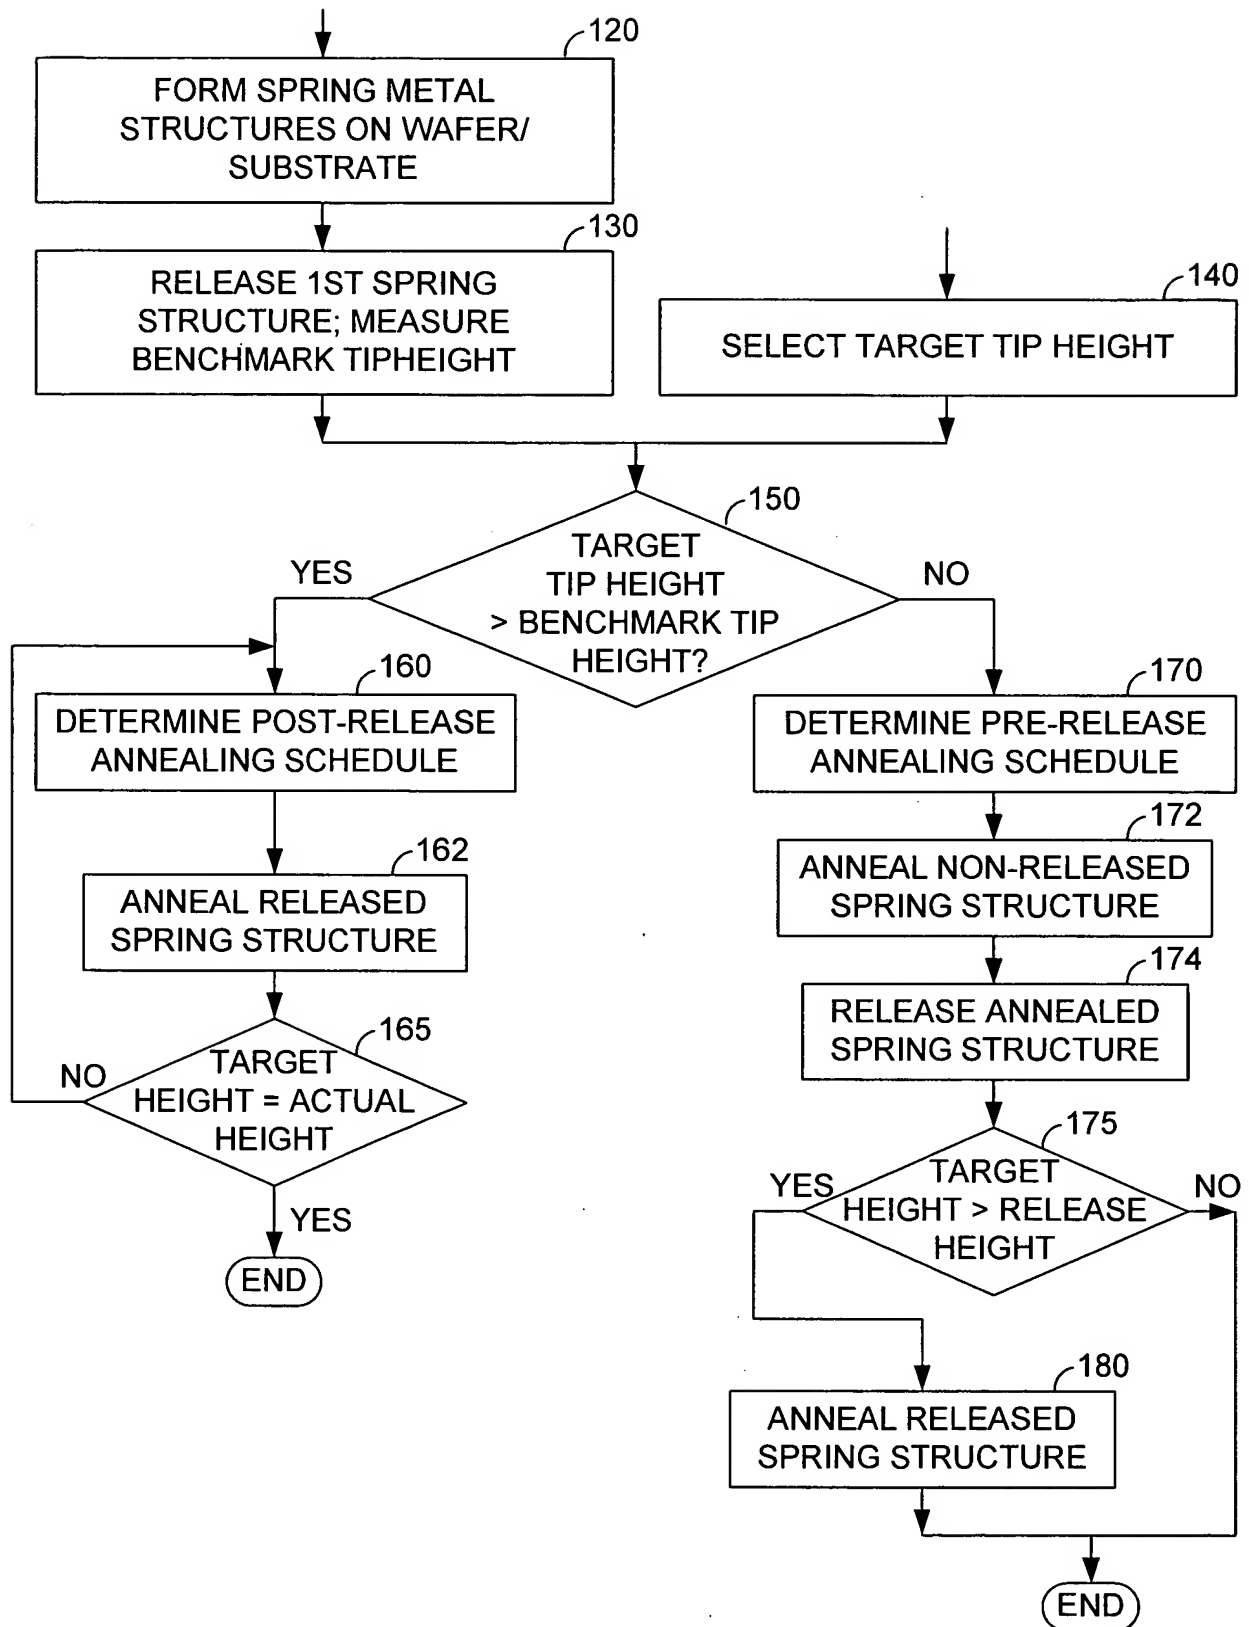 120
FORM SPRING METAL
STRUCTURES ON WAFER/
SUBSTRATE
130
RELEASE 1ST SPRING
STRUCTURE; MEASURE
BENCHMARK TIPHEIGHT
140
SELECT TARGET TIP HEIGHT
150
TARGET
TIP HEIGHT
> BENCHMARK TIP
HEIGHT?
YES
NO
160
DETERMINE POST-RELEASE
ANNEALING SCHEDULE
162
ANNEAL RELEASED
SPRING STRUCTURE
165
TARGET
HEIGHT = ACTUAL
HEIGHT
NO
YES
END
170
DETERMINE PRE-RELEASE
ANNEALING SCHEDULE
172
ANNEAL NON-RELEASED
SPRING STRUCTURE
174
RELEASE ANNEALED
SPRING STRUCTURE
175
TARGET
HEIGHT > RELEASE
HEIGHT
YES
NO
180
ANNEAL RELEASED
SPRING STRUCTURE
END